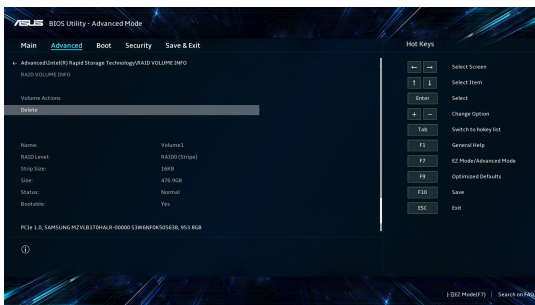 ASUS BIOS Utility - Advanced Mode
Main Advanced Boot Security Save & Exit
Hot Keys
← Advanced\Intel(R) Rapid Storage Technology\RAID VOLUME INFO
RAID VOLUME INFO
Volume Actions
Delete
Name: Volume1
RAID Level: RAID0 (Stripe)
Strip Size: 16KB
Size: 476.9GB
Status: Normal
Bootable: Yes
PCIe 1.0, SAMSUNG MZVLB1T0HALR-00000 S3W6NF0K505638, 953.8GB
← → Select Screen
↑ ↓ Select Item
Enter Select
+ − Change Option
Tab Switch to hokey list
F1 General Help
F7 EZ Mode/Advanced Mode
F9 Optimized Defaults
F10 Save
ESC Exit
EZ Mode(F7) | Search on FAQ